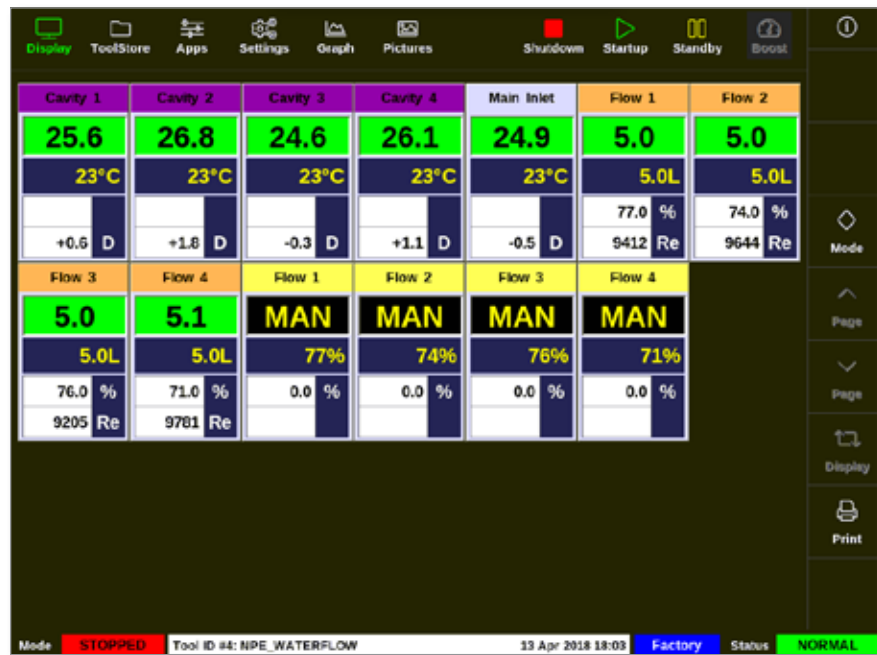 Display ToolStore Apps Settings Graph Pictures Shutdown Startup Standby Boost
Cavity 1 Cavity 2 Cavity 3 Cavity 4 Main Inlet Flow 1 Flow 2
25.6 26.8 24.6 26.1 24.9 5.0 5.0
23°C 23°C 23°C 23°C 23°C 5.0L 5.0L
77.0 % 74.0 %
+0.6 D +1.8 D -0.3 D +1.1 D -0.5 D 9412 Re 9644 Re
Flow 3 Flow 4 Flow 1 Flow 2 Flow 3 Flow 4
5.0 5.1 MAN MAN MAN MAN
5.0L 5.0L 77% 74% 76% 71%
76.0 % 71.0 % 0.0 % 0.0 % 0.0 % 0.0 %
9205 Re 9781 Re
Mode
Page
Page
Display
Print
Mode STOPPED Tool ID #4: NPE_WATERFLOW 13 Apr 2018 18:03 Factory Status NORMAL